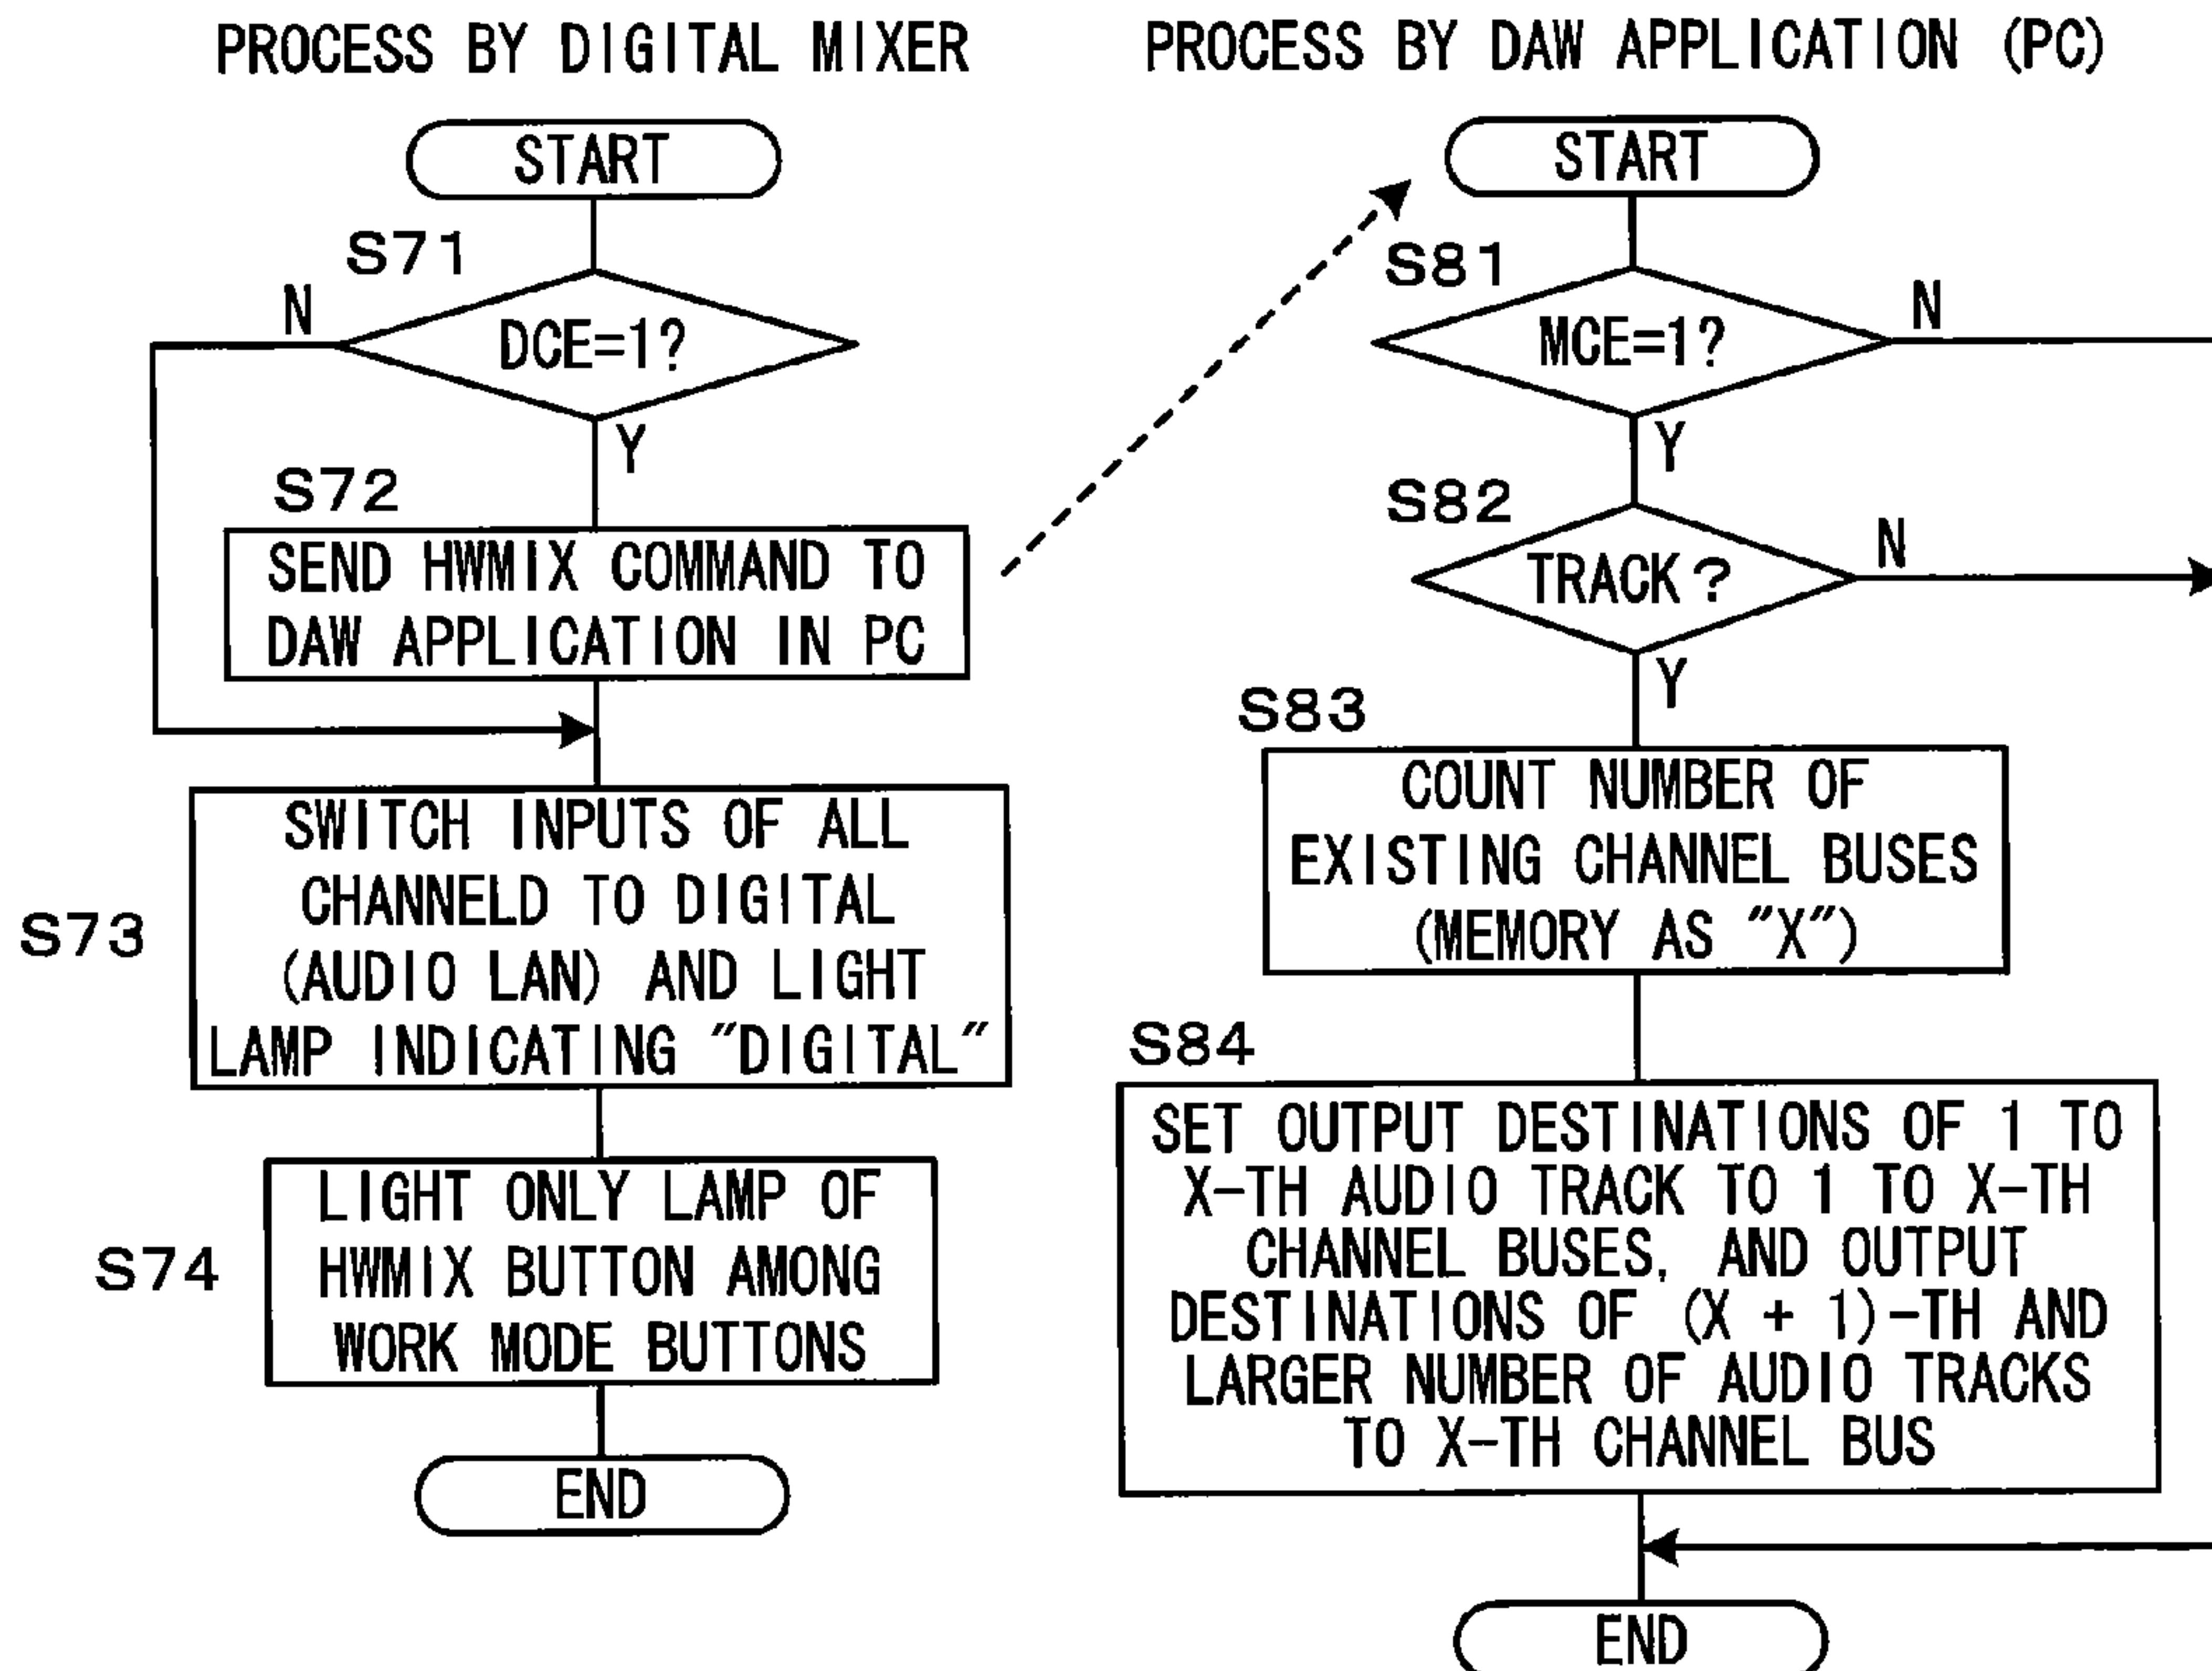 PROCESS BY DIGITAL MIXER
START
S71
N
DCE=1?
Y
S72
SEND HWMIX COMMAND TO
DAW APPLICATION IN PC
S73
SWITCH INPUTS OF ALL
CHANNELD TO DIGITAL
(AUDIO LAN) AND LIGHT
LAMP INDICATING "DIGITAL"
S74
LIGHT ONLY LAMP OF
HWMIX BUTTON AMONG
WORK MODE BUTTONS
END
PROCESS BY DAW APPLICATION (PC)
START
S81
MCE=1?
N
Y
S82
TRACK?
N
Y
S83
COUNT NUMBER OF
EXISTING CHANNEL BUSES
(MEMORY AS "X")
S84
SET OUTPUT DESTINATIONS OF 1 TO
X-TH AUDIO TRACK TO 1 TO X-TH
CHANNEL BUSES, AND OUTPUT
DESTINATIONS OF (X + 1)-TH AND
LARGER NUMBER OF AUDIO TRACKS
TO X-TH CHANNEL BUS
END